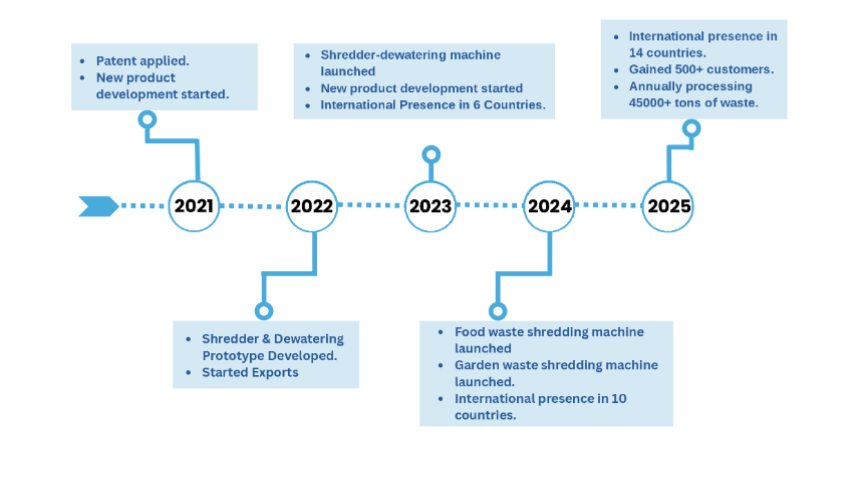 • Patent applied.
• New product
development started.
• Shredder-dewatering machine
launched
• New product development started
• International Presence in 6 Countries.
• International presence in
14 countries.
• Gained 500+ customers.
• Annually processing
45000+ tons of waste.
2021
2022
2023
2024
2025
• Shredder & Dewatering
Prototype Developed.
• Started Exports
• Food waste shredding machine
launched
• Garden waste shredding machine
launched.
• International presence in 10
countries.